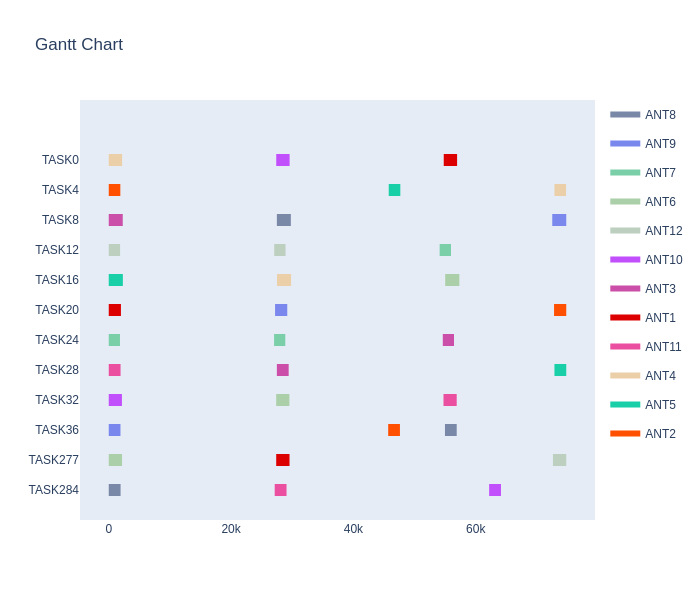 Gantt Chart
TASK0
TASK4
TASK8
TASK12
TASK16
TASK20
TASK24
TASK28
TASK32
TASK36
TASK277
TASK284
0
20k
40k
60k
ANT8
ANT9
ANT7
ANT6
ANT12
ANT10
ANT3
ANT1
ANT11
ANT4
ANT5
ANT2